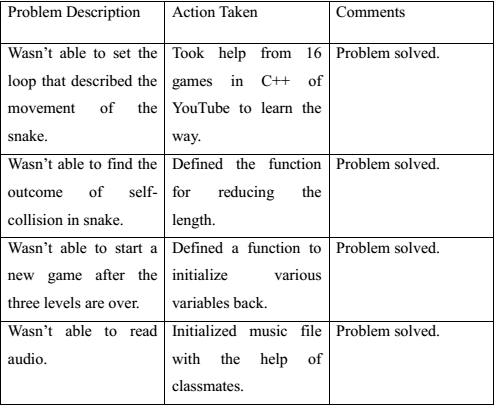 Problem Description
Action Taken
Comments
Wasn't able to set the
loop that described the
movement of the
snake.
Took help from 16
games in C++ of
YouTube to learn the
way.
Problem solved.
Wasn't able to find the
outcome of self-
collision in snake.
Defined the function
for reducing the
length.
Problem solved.
Wasn't able to start a
new game after the
three levels are over.
Defined a function to
initialize various
variables back.
Problem solved.
Wasn't able to read
audio.
Initialized music file
with the help of
classmates.
Problem solved.